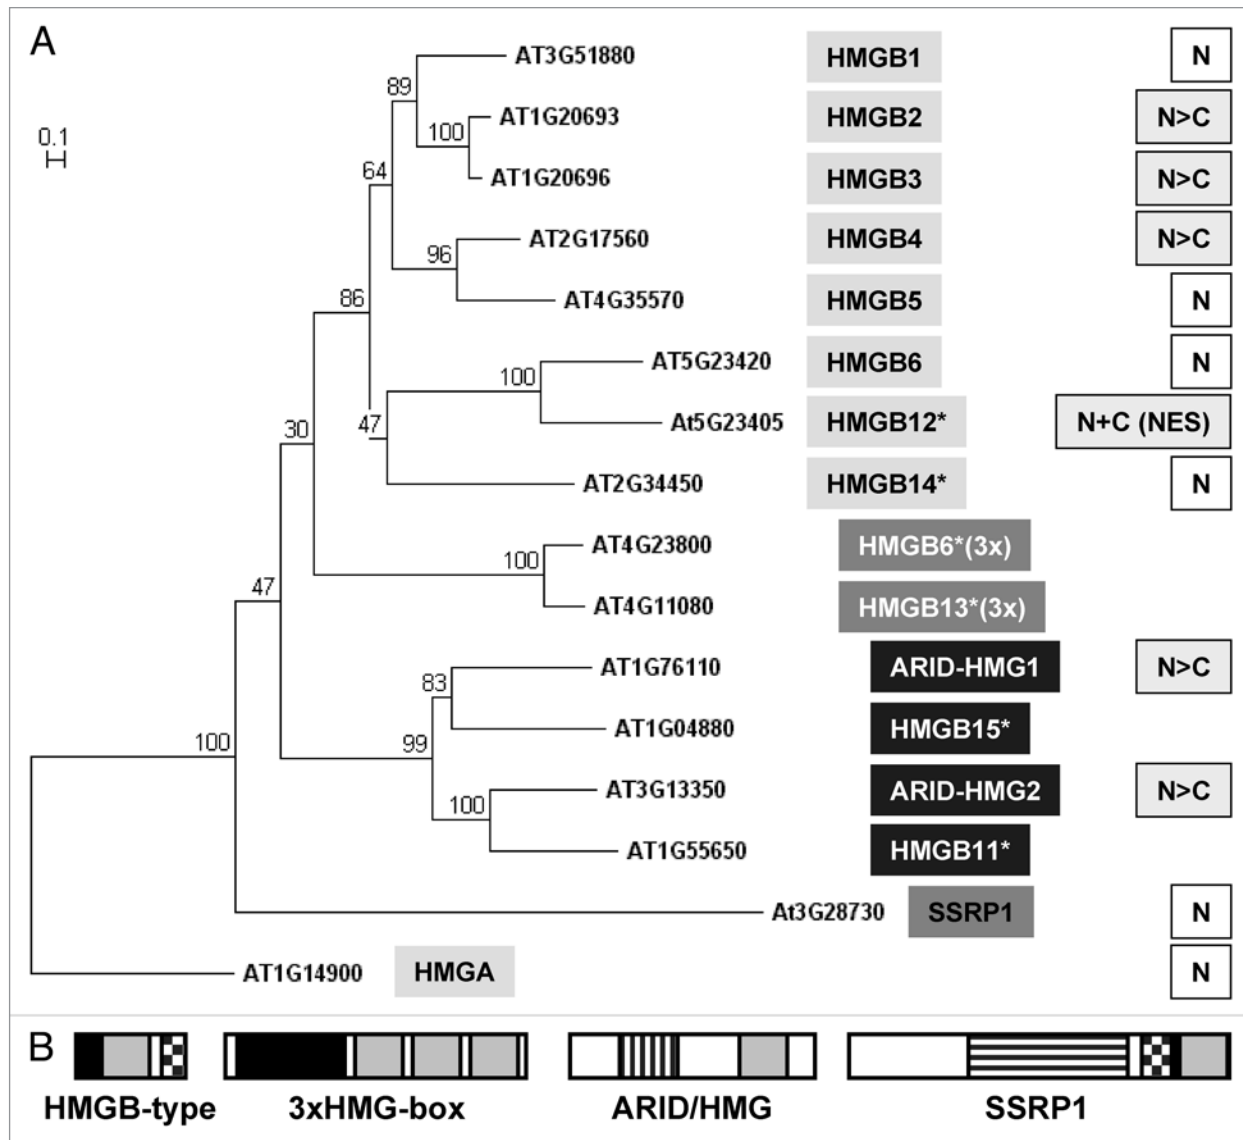 A
0.1
AT3G51880 HMGB1 N
89
AT1G20693 HMGB2 N>C
100
AT1G20696 HMGB3 N>C
64
AT2G17560 HMGB4 N>C
96
AT4G35570 HMGB5 N
86
AT5G23420 HMGB6 N
100
At5G23405 HMGB12* N+C (NES)
47
30
AT2G34450 HMGB14* N
AT4G23800 HMGB6*(3x)
100
AT4G11080 HMGB13*(3x)
47
AT1G76110 ARID-HMG1 N>C
83
AT1G04880 HMGB15*
100
99
AT3G13350 ARID-HMG2 N>C
100
AT1G55650 HMGB11*
At3G28730 SSRP1 N
AT1G14900 HMGA N
B
HMGB-type 3xHMG-box ARID/HMG SSRP1